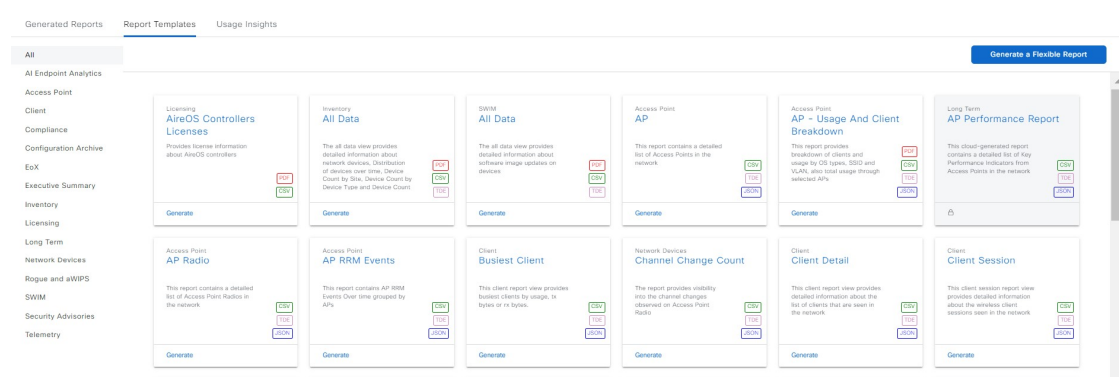 Generated Reports
Report Templates
Usage Insights
All
AI Endpoint Analytics
Access Point
Client
Compliance
Configuration Archive
EoX
Executive Summary
Inventory
Licensing
Long Term
Network Devices
Rogue and aWIPS
SWIM
Security Advisories
Telemetry
Generate a Flexible Report
Licensing
AireOS Controllers
Licenses
Provides license information
about AireOS controllers
PDF
CSV
Generate
Inventory
All Data
The all data view provides
detailed information about
network devices, Distribution
of devices over time, Device
Count by Site, Device Count by
Device Type and Device Count
PDF
CSV
TDE
Generate
SWIM
All Data
The all data view provides
detailed information about
software image updates on
devices
PDF
CSV
TDE
Generate
Access Point
AP
This report contains a detailed
list of Access Points in the
network
CSV
TDE
JSON
Generate
Access Point
AP - Usage And Client
Breakdown
This report provides
breakdown of clients and
usage by OS types, SSID and
VLAN, also total usage through
selected APs
PDF
CSV
TDE
JSON
Generate
Long Term
AP Performance Report
This cloud-generated report
contains a detailed list of Key
Performance Indicators from
Access Points in the network
CSV
TDE
JSON
Access Point
AP Radio
This report contains a detailed
list of Access Point Radios in
the network
CSV
TDE
JSON
Generate
Access Point
AP RRM Events
This report contains AP RRM
Events Over time grouped by
APs
CSV
TDE
JSON
Generate
Client
Busiest Client
This client report view provides
busiest clients by usage, tx
bytes or rx bytes.
CSV
TDE
JSON
Generate
Network Devices
Channel Change Count
The report provides visibility
into the channel changes
observed on Access Point
Radio
CSV
TDE
JSON
Generate
Client
Client Detail
This client report view provides
detailed information about the
list of clients that are seen in
the network
CSV
TDE
JSON
Generate
Client
Client Session
This client session report view
provides detailed information
about the wireless client
sessions seen in the network
CSV
TDE
JSON
Generate